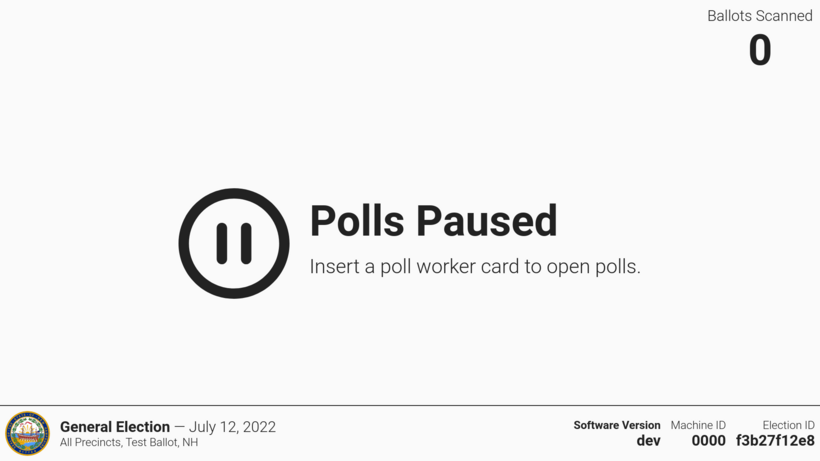 Ballots Scanned
0
Polls Paused
Insert a poll worker card to open polls.
General Election — July 12, 2022
All Precincts, Test Ballot, NH
Software Version
dev
Machine ID
0000
Election ID
f3b27f12e8